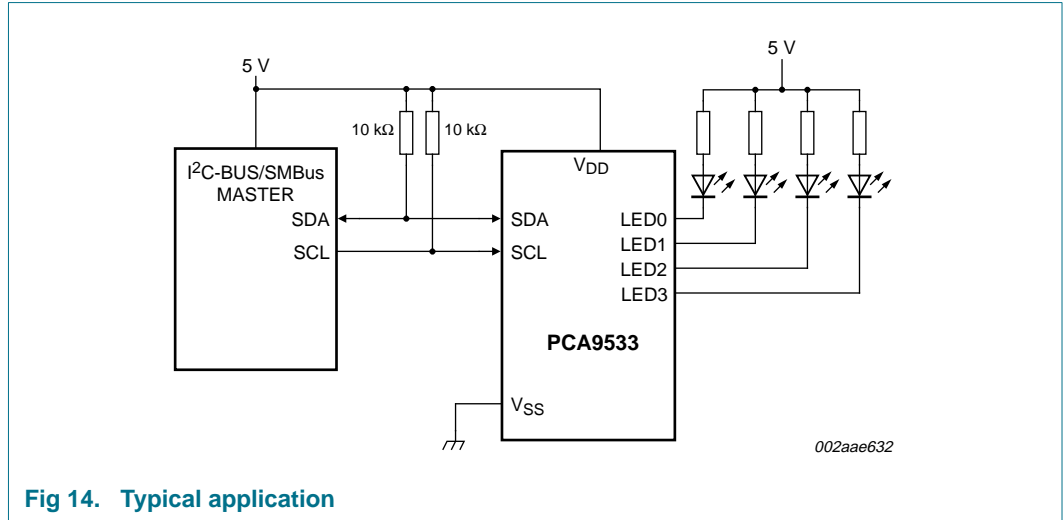 5 V
5 V
10 kΩ
10 kΩ
I²C-BUS/SMBus
MASTER
SDA
SCL
VDD
SDA
SCL
LED0
LED1
LED2
LED3
PCA9533
VSS
002aae632
Fig 14. Typical application